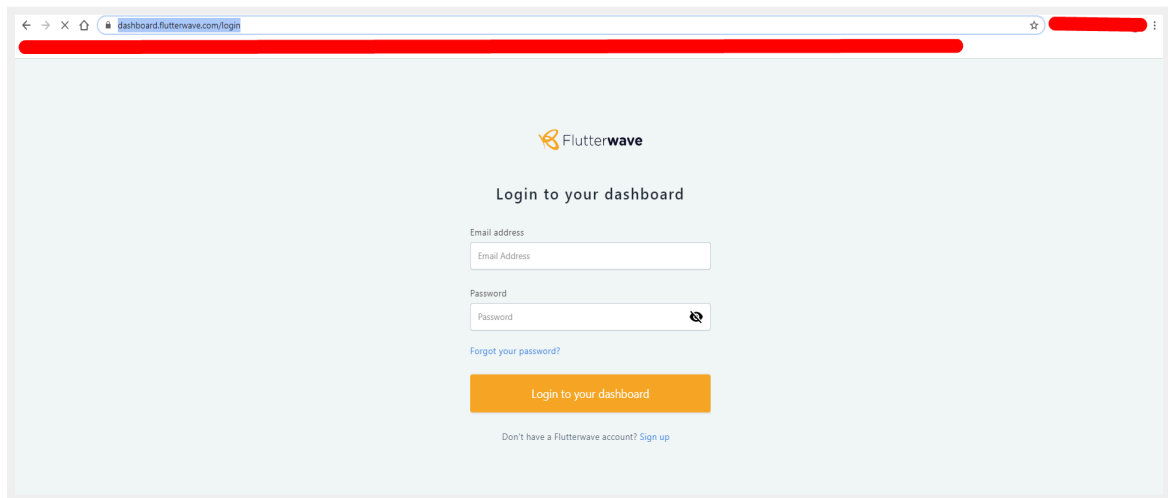 dashboard.flutterwave.com/login
Flutterwave
Login to your dashboard
Email address
Email Address
Password
Password
Forgot your password?
Login to your dashboard
Don't have a Flutterwave account? Sign up